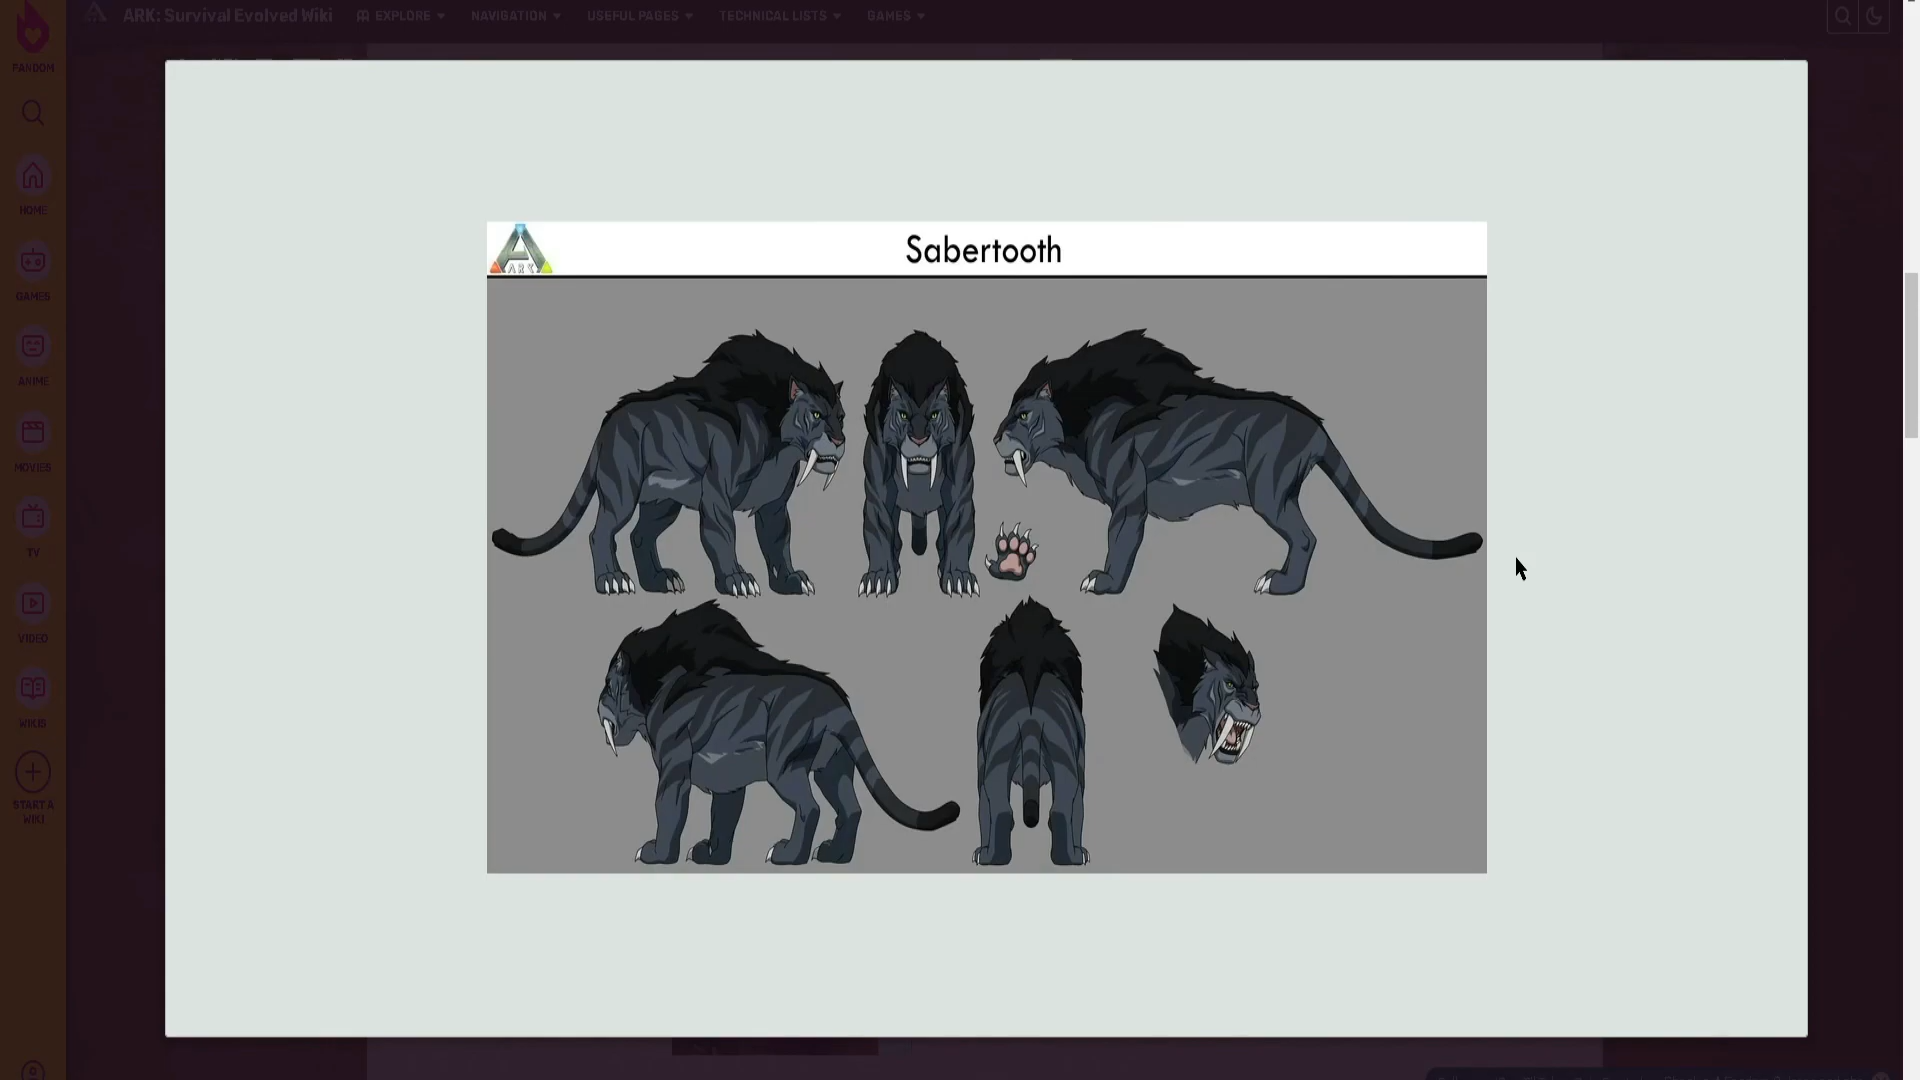 ARK: Survival Evolved Wiki
EXPLORE
NAVIGATION
USEFUL PAGES
TECHNICAL LISTS
GAMES
FANDOM
HOME
GAMES
ANIME
MOVIES
TV
VIDEO
WIKIS
START A
WIKI
ARK
Sabertooth